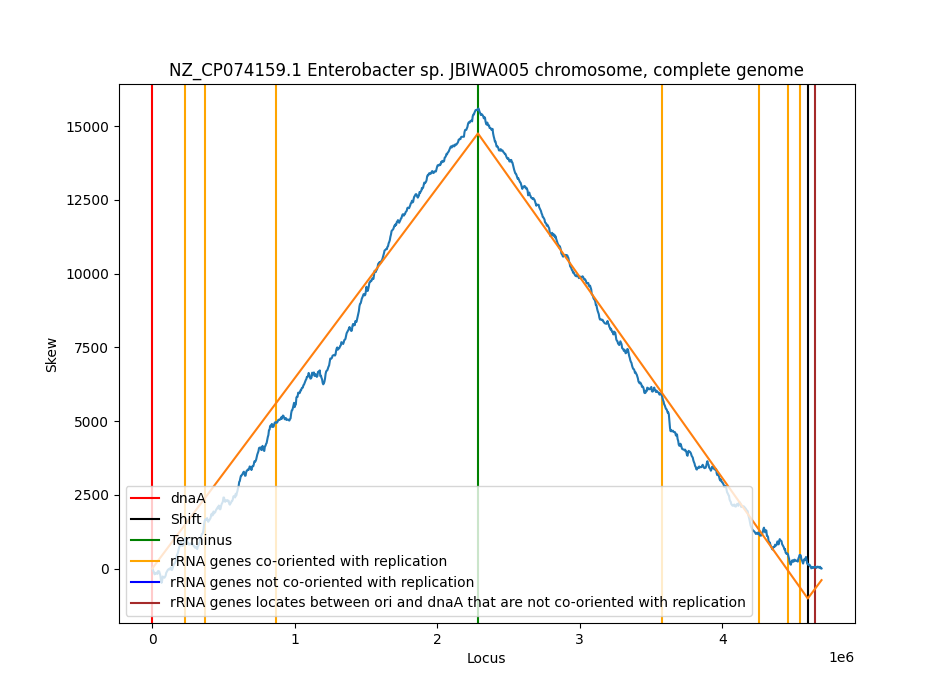 NZ_CP074159.1 Enterobacter sp. JBIWA005 chromosome, complete genome
Skew
15000
12500
10000
7500
5000
2500
0
dnaA
Shift
Terminus
rRNA genes co-oriented with replication
rRNA genes not co-oriented with replication
rRNA genes locates between ori and dnaA that are not co-oriented with replication
0 1 2 3 4
1e6
Locus